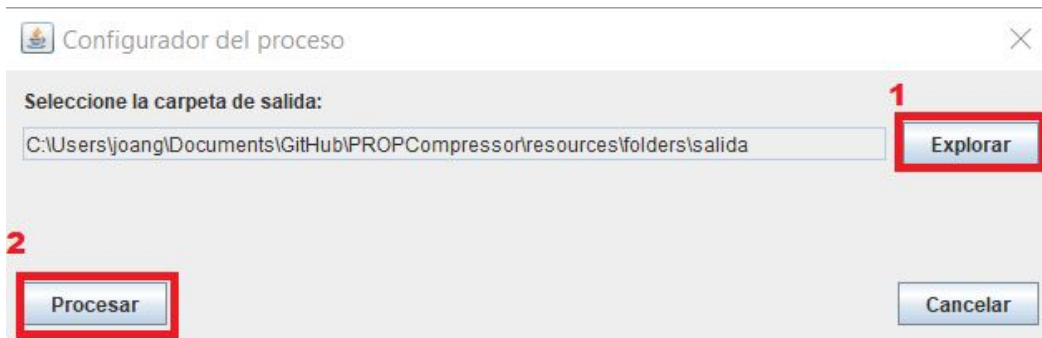 Configurador del proceso
Seleccione la carpeta de salida:
1
C:\Users\joang\Documents\GitHub\PROPCompressor\resources\folders\salida
Explorar
2
Procesar
Cancelar